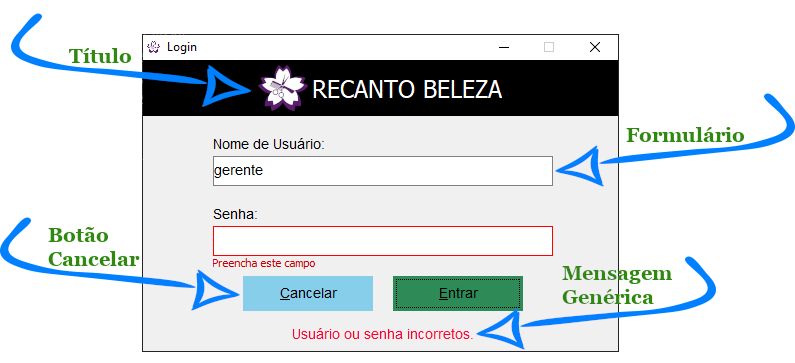 Login
Título
RECANTO BELEZA
Formulário
Nome de Usuário:
gerente
Senha:
Botão
Cancelar
Preencha este campo
Mensagem
Genérica
Cancelar
Entrar
Usuário ou senha incorretos.